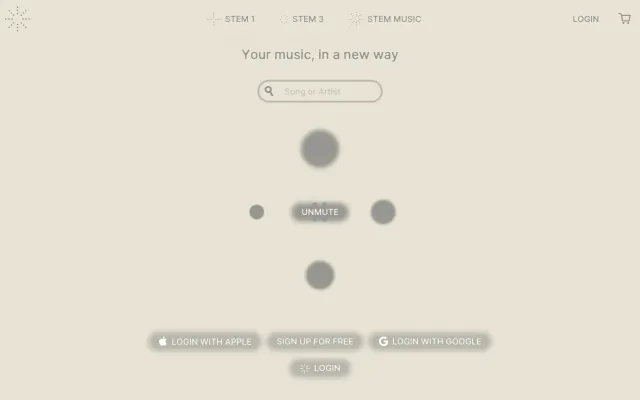 STEM 1
STEM 3
STEM MUSIC
LOGIN
Your music, in a new way
Song or Artist
UNMUTE
LOGIN WITH APPLE
SIGN UP FOR FREE
LOGIN WITH GOOGLE
LOGIN